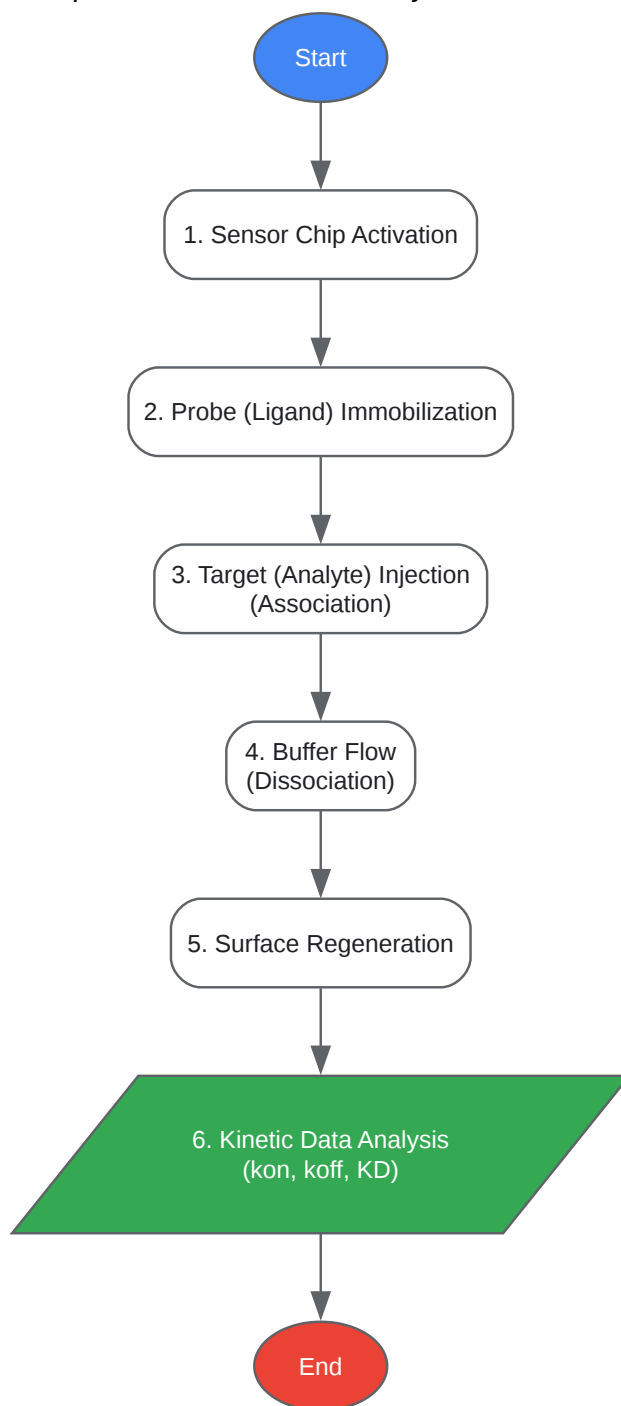 Start
1. Sensor Chip Activation
2. Probe (Ligand) Immobilization
3. Target (Analyte) Injection
(Association)
4. Buffer Flow
(Dissociation)
5. Surface Regeneration
6. Kinetic Data Analysis
(kon, koff, KD)
End